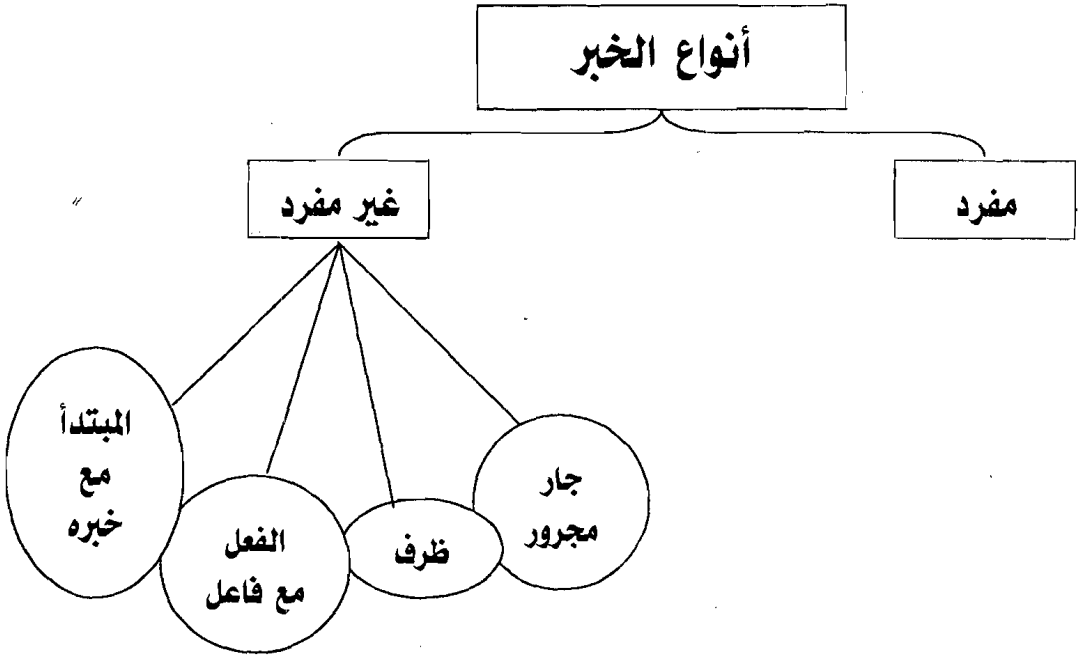 أنواع الخبر
مفرد
غير مفرد
جار
مجرور
ظرف
الفعل
مع فاعل
المبتدأ
مع
خبره